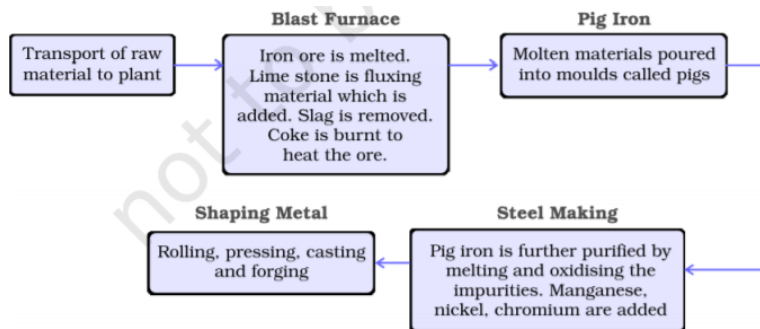 Blast Furnace
Pig Iron
Transport of raw
material to plant
Iron ore is melted.
Lime stone is fluxing
material which is
added. Slag is removed.
Coke is burnt to
heat the ore.
Molten materials poured
into moulds called pigs
Shaping Metal
Steel Making
Rolling, pressing, casting
and forging
Pig iron is further purified by
melting and oxidising the
impurities. Manganese,
nickel, chromium are added
not to b